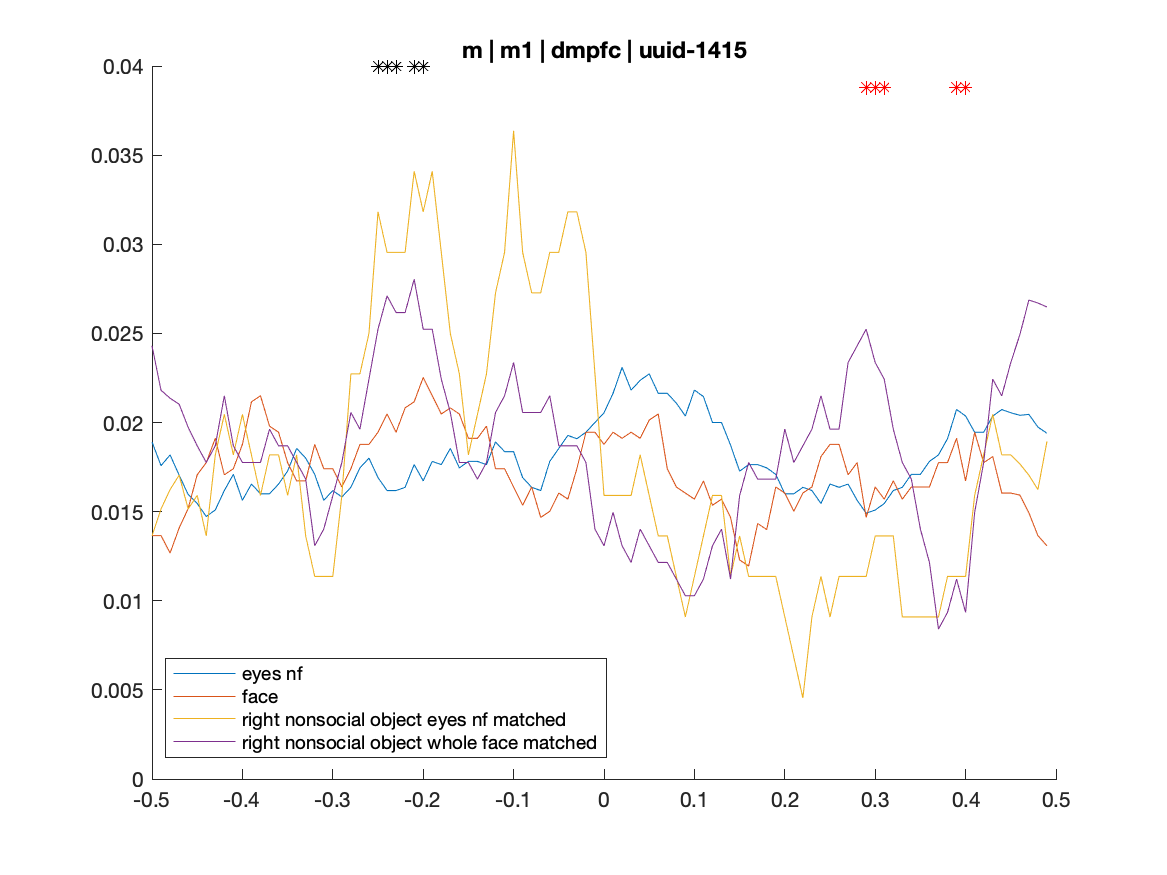 m | m1 | dmpfc | uuid-1415
0.04
0.035
0.03
0.025
0.02
0.015
0.01
0.005
0
eyes nf
face
right nonsocial object eyes nf matched
right nonsocial object whole face matched
-0.5 -0.4 -0.3 -0.2 -0.1 0 0.1 0.2 0.3 0.4 0.5